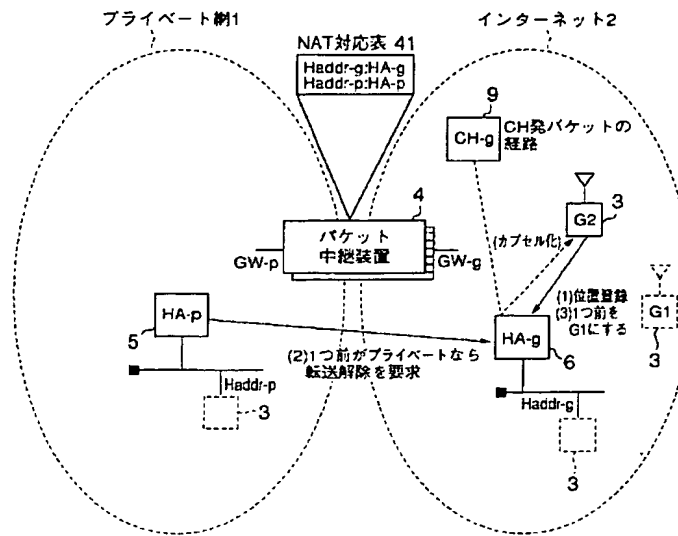 プライベート網1
インターネット2
NAT対応表 41
Haddr-g:HA-g
Haddr-p:HA-p
9
CH-g
CH発パケットの
経路
4
パケット
中継装置
GW-p
GW-g
3
G2
(カプセル化)
HA-p
5
(1)位置登録
(3)1つ前を
G1にする
G1
3
HA-g
6
(2)1つ前がプライベートなら
転送解除を要求
Haddr-p
3
Haddr-g
3